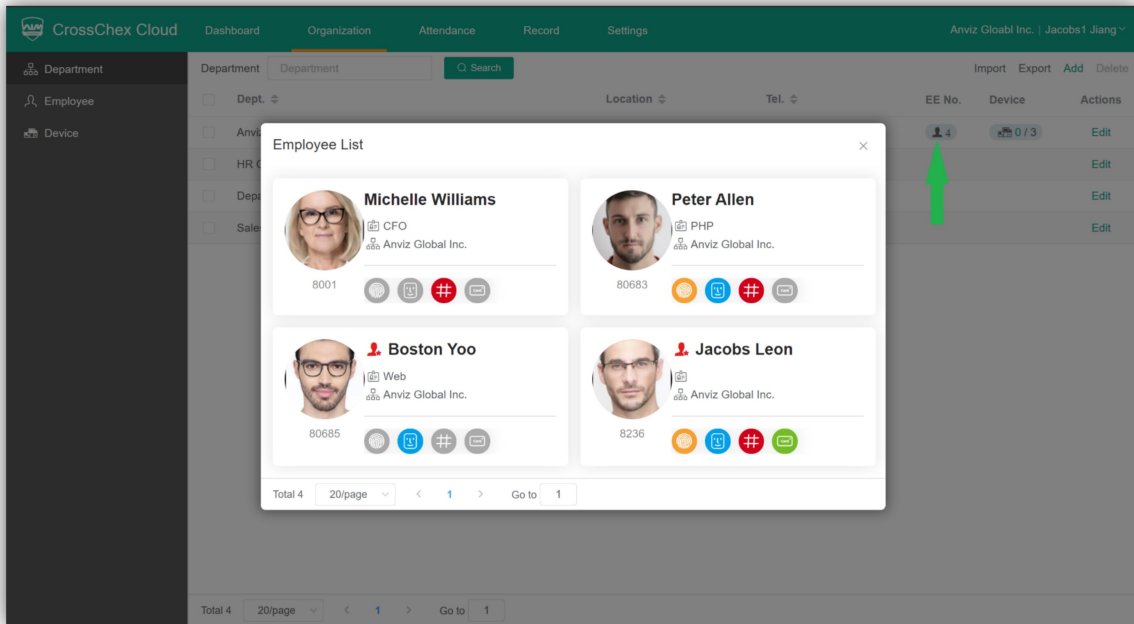 CrossChex Cloud
Dashboard Organization Attendance Record Settings
Anviz Gloabl Inc. | Jacobs1 Jiang
Department
Employee
Device
Department Department Search
Import Export Add Delete
Dept. Location Tel. EE No. Device Actions
Anviz 4 0 / 3 Edit
HR Edit
Depa Edit
Sale Edit
Employee List
Michelle Williams
CFO
Anviz Global Inc.
8001
Peter Allen
PHP
Anviz Global Inc.
80683
Boston Yoo
Web
Anviz Global Inc.
80685
Jacobs Leon
Anviz Global Inc.
8236
Total 4 20/page 1 Go to 1
Total 4 20/page 1 Go to 1